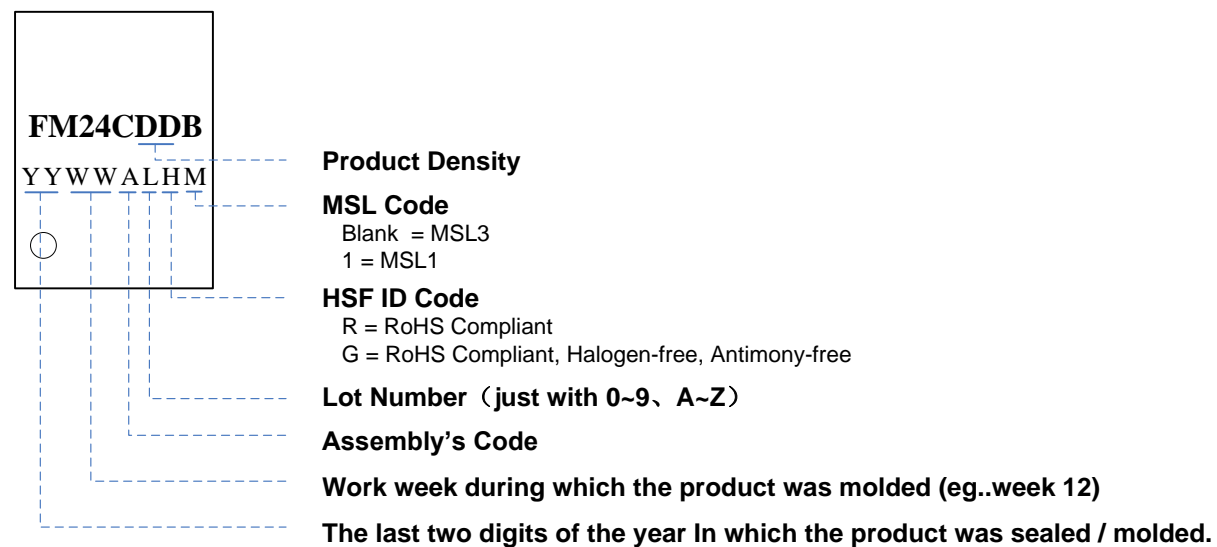 FM24CDDB
YYWWALHM
Product Density
MSL Code
Blank = MSL3
1 = MSL1
HSF ID Code
R = RoHS Compliant
G = RoHS Compliant, Halogen-free, Antimony-free
Lot Number（just with 0~9、A~Z）
Assembly's Code
Work week during which the product was molded (eg..week 12)
The last two digits of the year In which the product was sealed / molded.